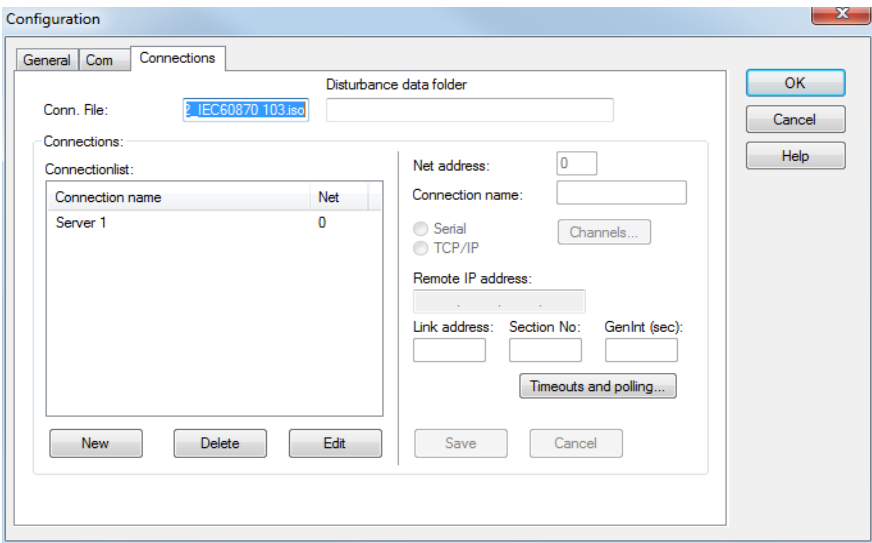 Configuration
General Com Connections
Disturbance data folder
Conn. File: 2_IEC60870 103.iso
Connections:
Connectionlist:
Connection name Net
Server 1 0
Net address: 0
Connection name:
Serial
TCP/IP
Channels...
Remote IP address:
. . .
Link address: Section No: GenInt (sec):
Timeouts and polling...
New Delete Edit
Save Cancel
OK
Cancel
Help